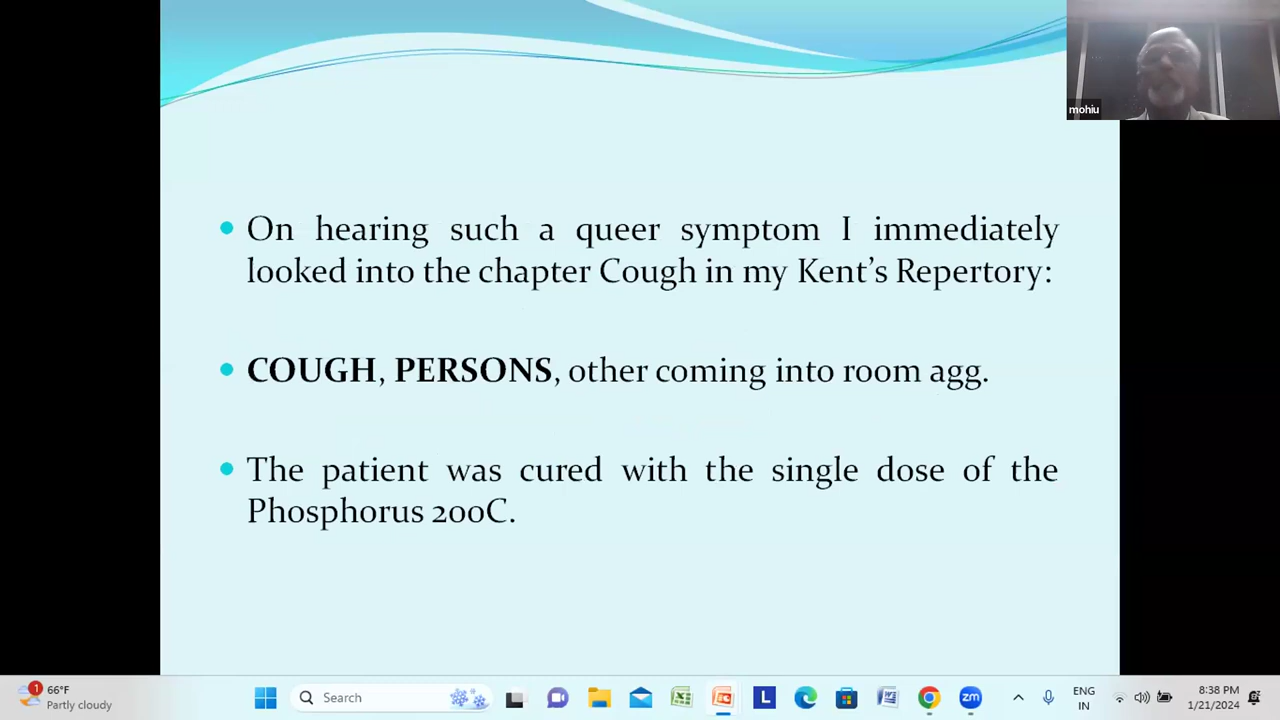 mohiu
On hearing such a queer symptom I immediately
looked into the chapter Cough in my Kent’s Repertory:
COUGH, PERSONS, other coming into room agg.
The patient was cured with the single dose of the
Phosphorus 200C.
1
66°F
Partly cloudy
Search
L
zm
ENG
IN
8:38 PM
1/21/2024